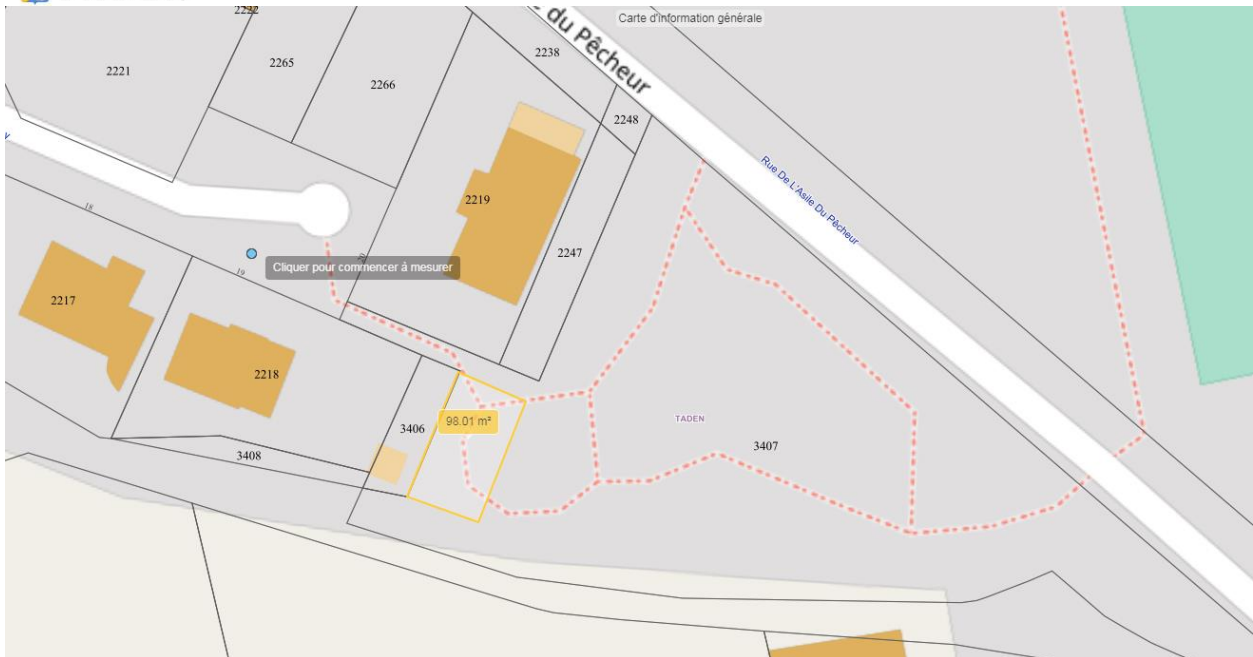 2222
Carte d'information générale
du Pêcheur
2238
2265
2221
2266
2248
Rue De L'Asile Du Pêcheur
2219
18
2247
20
19
Cliquer pour commencer à mesurer
2217
2218
98.01 m²
TADEN
3406
3407
3408